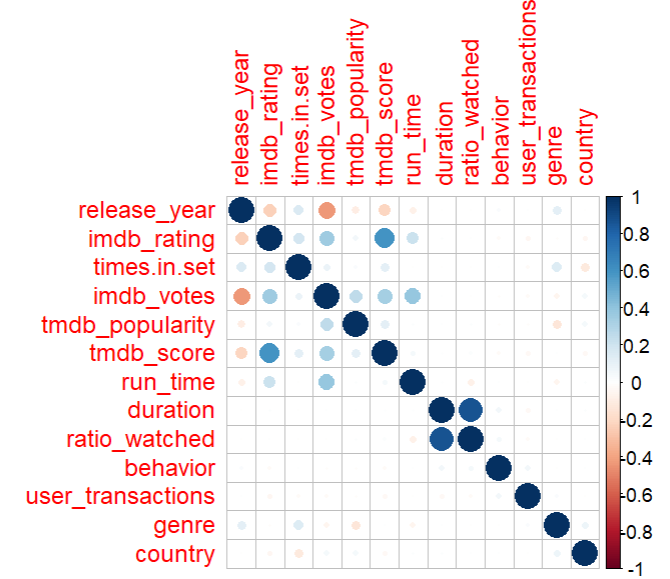 release_year
imdb_rating
times.in.set
imdb_votes
tmdb_popularity
tmdb_score
run_time
duration
ratio_watched
behavior
user_transactions
genre
country
release_year
imdb_rating
times.in.set
imdb_votes
tmdb_popularity
tmdb_score
run_time
duration
ratio_watched
behavior
user_transactions
genre
country
1
0.8
0.6
0.4
0.2
0
-0.2
-0.4
-0.6
-0.8
-1